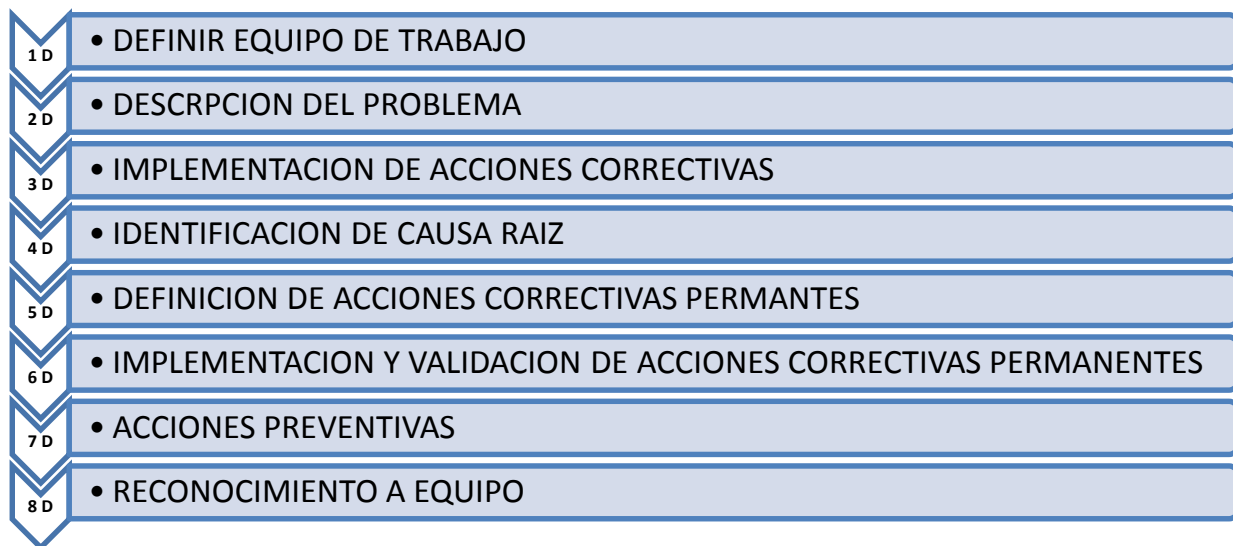 1 D
• DEFINIR EQUIPO DE TRABAJO
2 D
• DESCRPCION DEL PROBLEMA
3 D
• IMPLEMENTACION DE ACCIONES CORRECTIVAS
4 D
• IDENTIFICACION DE CAUSA RAIZ
5 D
• DEFINICION DE ACCIONES CORRECTIVAS PERMANTES
6 D
• IMPLEMENTACION Y VALIDACION DE ACCIONES CORRECTIVAS PERMANENTES
7 D
• ACCIONES PREVENTIVAS
8 D
• RECONOCIMIENTO A EQUIPO